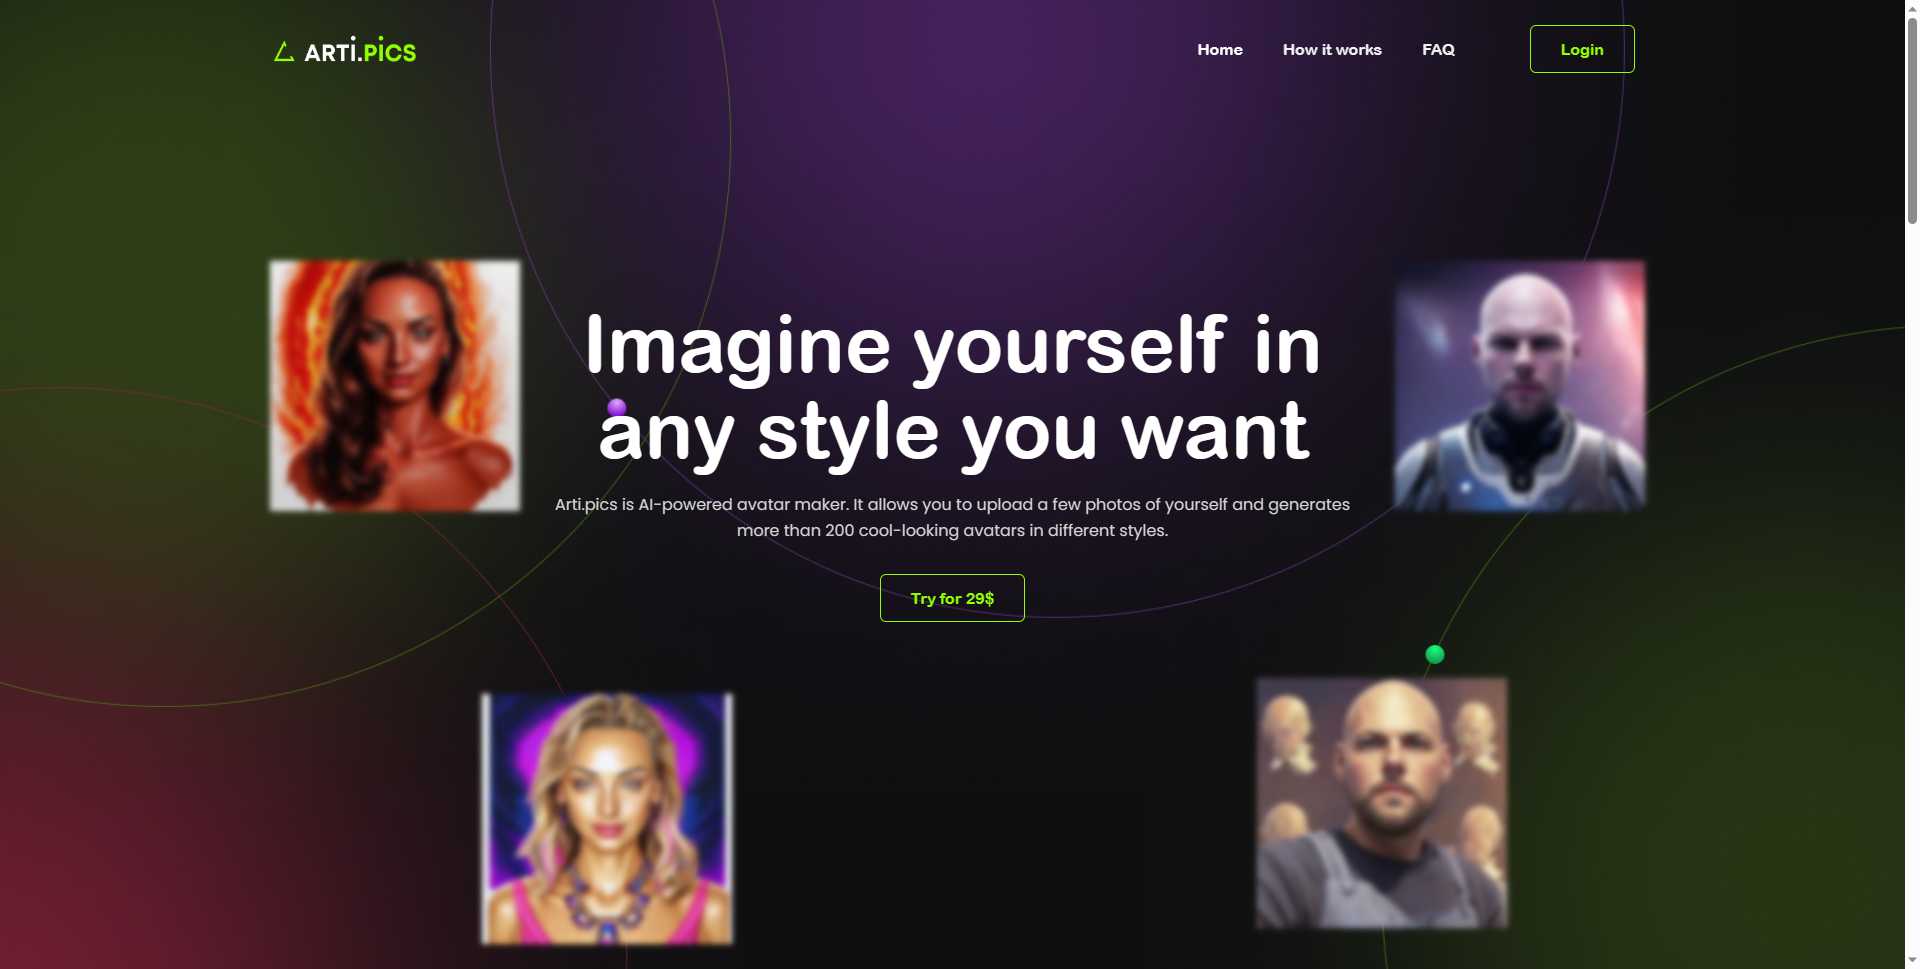 ARTi.PiCS
Home
How it works
FAQ
Login
Imagine yourself in
any style you want
Arti.pics is AI-powered avatar maker. It allows you to upload a few photos of yourself and generates
more than 200 cool-looking avatars in different styles.
Try for 29$